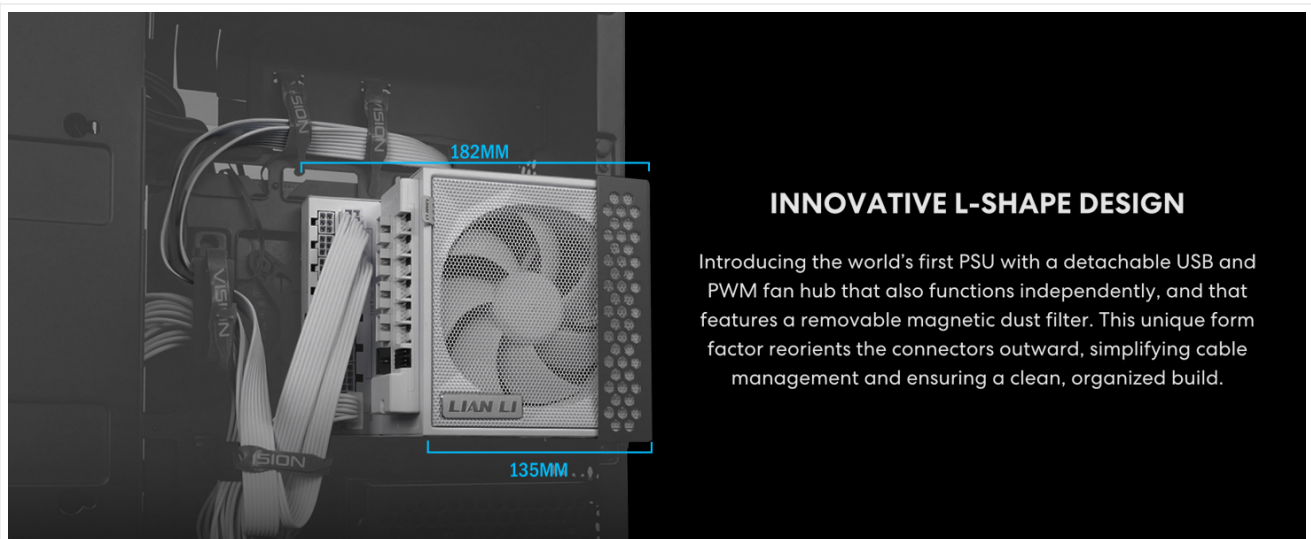 182MM
VISION
VISION
VISION
LIAN LI
VISION
135MM
INNOVATIVE L-SHAPE DESIGN
Introducing the world's first PSU with a detachable USB and
PWM fan hub that also functions independently, and that
features a removable magnetic dust filter. This unique form
factor reorients the connectors outward, simplifying cable
management and ensuring a clean, organized build.